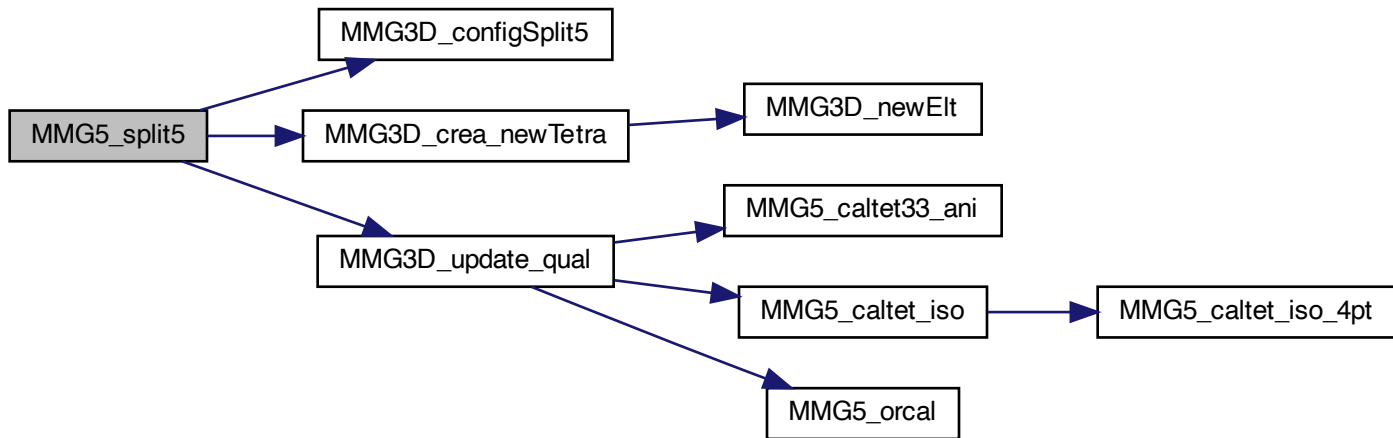 MMG3D_configSplit5
MMG5_split5
MMG3D_crea_newTetra
MMG3D_newElt
MMG3D_update_qual
MMG5_caltet33_ani
MMG5_caltet_iso
MMG5_caltet_iso_4pt
MMG5_orcal